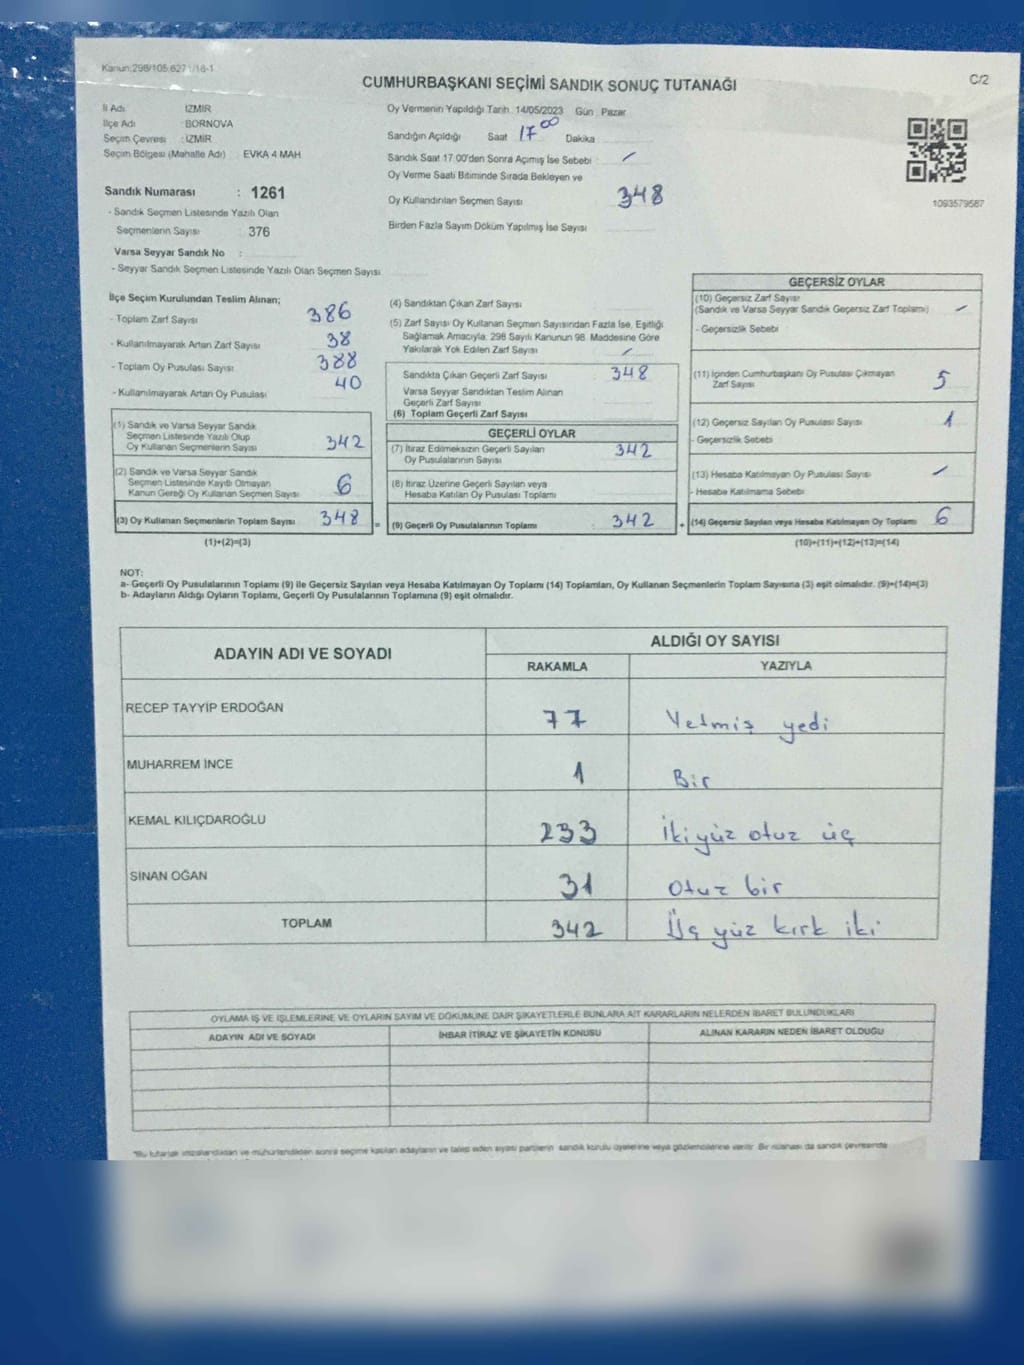 Kanun:298/105,627 1/16-1
C/2
CUMHURBAŞKANI SEÇİMİ SANDIK SONUÇ TUTANAĞI
İl Adı : İZMİR
İlçe Adı : BORNOVA
Seçim Çevresi : İZMİR
Seçim Bölgesi (Mahalle Adı) : EVKA 4 MAH
Sandık Numarası : 1261
- Sandık Seçmen Listesinde Yazılı Olan
Seçmenlerin Sayısı 376
Varsa Seyyar Sandık No :
- Seyyar Sandık Seçmen Listesinde Yazılı Olan Seçmen Sayısı
Oy Vermenin Yapıldığı Tarih : 14/05/2023 Gün : Pazar
Sandığın Açıldığı Saat 17 00 Dakika
Sandık Saat 17.00'den Sonra Açılmış İse Sebebi :
Oy Verme Saati Bitiminde Sırada Bekleyen ve
Oy Kullandırılan Seçmen Sayısı 348
Birden Fazla Sayım Döküm Yapılmış İse Sayısı
1093579587
İlçe Seçim Kurulundan Teslim Alınan;
- Toplam Zarf Sayısı 386
- Kullanılmayarak Artan Zarf Sayısı 38
- Toplam Oy Pusulası Sayısı 388
- Kullanılmayarak Artan Oy Pusulası 40
(1) Sandık ve Varsa Seyyar Sandık
Seçmen Listesinde Yazılı Olup
Oy Kullanan Seçmenlerin Sayısı 342
(2) Sandık ve Varsa Seyyar Sandık
Seçmen Listesinde Kayıtlı Olmayan
Kanun Gereği Oy Kullanan Seçmen Sayısı 6
(3) Oy Kullanan Seçmenlerin Toplam Sayısı 348 =
(1)+(2)=(3)
(4) Sandıktan Çıkan Zarf Sayısı
(5) Zarf Sayısı Oy Kullanan Seçmen Sayısından Fazla İse, Eşitliği
Sağlamak Amacıyla, 298 Sayılı Kanunun 98. Maddesine Göre
Yakılarak Yok Edilen Zarf Sayısı
Sandıkta Çıkan Geçerli Zarf Sayısı 348
Varsa Seyyar Sandıktan Teslim Alınan
Geçerli Zarf Sayısı
(6) Toplam Geçerli Zarf Sayısı
GEÇERLİ OYLAR
(7) İtiraz Edilmeksizin Geçerli Sayılan
Oy Pusulalarının Sayısı 342
(8) İtiraz Üzerine Geçerli Sayılan veya
Hesaba Katılan Oy Pusulası Toplamı
(9) Geçerli Oy Pusulalarının Toplamı : 342 +
GEÇERSİZ OYLAR
(10) Geçersiz Zarf Sayısı
(Sandık ve Varsa Seyyar Sandık Geçersiz Zarf Toplamı)
- Geçersizlik Sebebi
(11) İçinden Cumhurbaşkanı Oy Pusulası Çıkmayan
Zarf Sayısı 5
(12) Geçersiz Sayılan Oy Pusulası Sayısı 1
- Geçersizlik Sebebi
(13) Hesaba Katılmayan Oy Pusulası Sayısı
- Hesaba Katılmama Sebebi
(14) Geçersiz Sayılan veya Hesaba Katılmayan Oy Toplamı 6
(10)+(11)+(12)+(13)=(14)
NOT:
a- Geçerli Oy Pusulalarının Toplamı (9) ile Geçersiz Sayılan veya Hesaba Katılmayan Oy Toplamı (14) Toplamları, Oy Kullanan Seçmenlerin Toplam Sayısına (3) eşit olmalıdır. (9)+(14)=(3)
b- Adayların Aldığı Oyların Toplamı, Geçerli Oy Pusulalarının Toplamına (9) eşit olmalıdır.
ADAYIN ADI VE SOYADI
ALDIĞI OY SAYISI
RAKAMLA YAZIYLA
RECEP TAYYİP ERDOĞAN 77 Yetmiş yedi
MUHARREM İNCE 1 Bir
KEMAL KILIÇDAROĞLU 233 İki yüz otuz üç
SİNAN OĞAN 31 Otuz bir
TOPLAM 342 Üç yüz kırk iki
OYLAMA İŞ VE İŞLEMLERİNE VE OYLARIN SAYIM VE DÖKÜMÜNE DAİR ŞİKAYETLERLE BUNLARA AİT KARARLARIN NELERDEN İBARET BULUNDUKLARI
ADAYIN ADI VE SOYADI İHBAR İTİRAZ VE ŞİKAYETİN KONUSU ALINAN KARARIN NEDEN İBARET OLDUĞU
*Bu tutanak imzalandıktan ve mühürlendikten sonra seçime katılan adayların ve talep eden siyasi partilerin sandık kurulu üyelerine veya gözlemcilerine verilir. Bir nüshası da sandık çevresinde